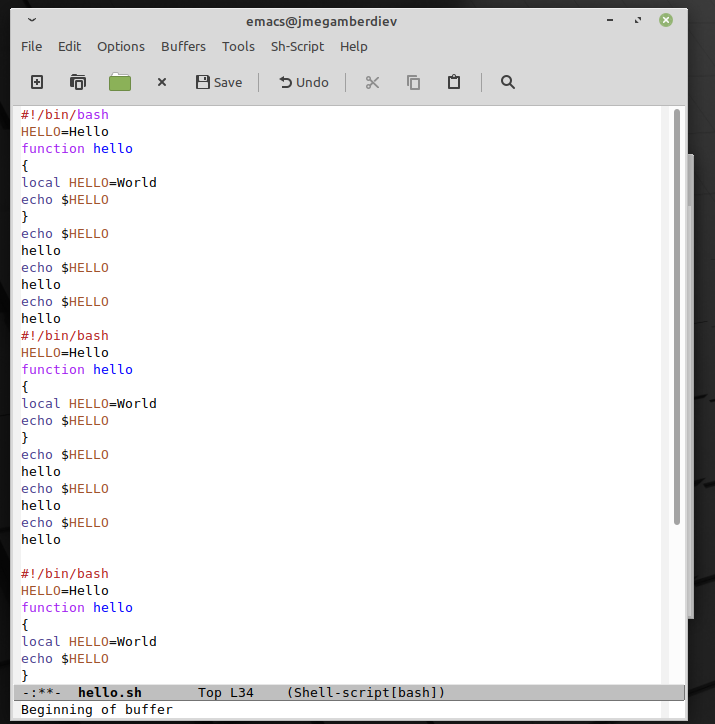 emacs@jmegamberdiev
File Edit Options Buffers Tools Sh-Script Help
Save Undo
#!/bin/bash
HELLO=Hello
function hello
{
local HELLO=World
echo $HELLO
}
echo $HELLO
hello
echo $HELLO
hello
echo $HELLO
hello
#!/bin/bash
HELLO=Hello
function hello
{
local HELLO=World
echo $HELLO
}
echo $HELLO
hello
echo $HELLO
hello
echo $HELLO
hello
#!/bin/bash
HELLO=Hello
function hello
{
local HELLO=World
echo $HELLO
}
-:**- hello.sh Top L34 (Shell-script[bash])
Beginning of buffer